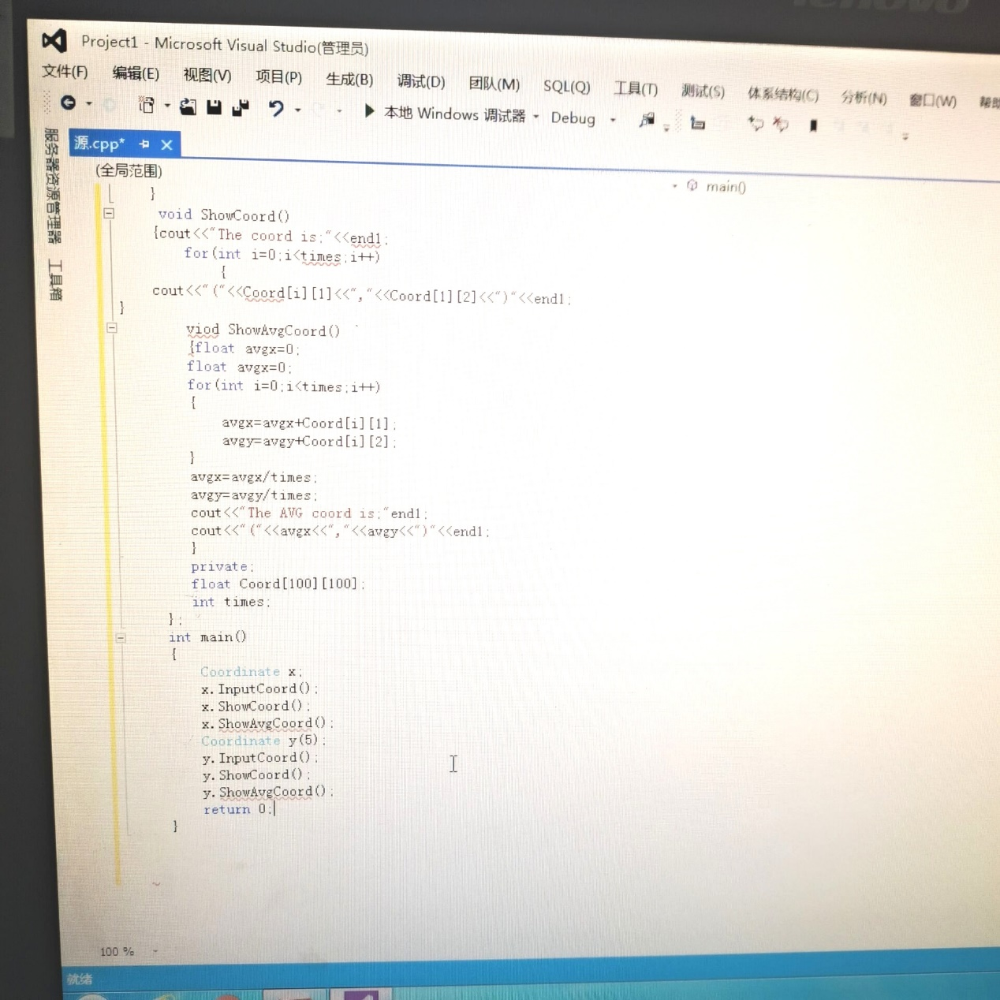 lenovo
Project1 - Microsoft Visual Studio(管理员)
文件(F) 编辑(E) 视图(V) 项目(P) 生成(B) 调试(D) 团队(M) SQL(Q) 工具(T) 测试(S) 体系结构(C) 分析(N) 窗口(W) 帮助
本地 Windows 调试器 Debug
服务器资源管理器 工具箱
源.cpp*
(全局范围)
main()
}
void ShowCoord()
{cout<<"The coord is;"<<endl;
for(int i=0;i<times;i++)
{
cout<<"("<<Coord[i][1]<<","<<Coord[1][2]<<")"<<endl;
}
viod ShowAvgCoord()
{float avgx=0;
float avgx=0;
for(int i=0;i<times;i++)
{
avgx=avgx+Coord[i][1];
avgy=avgy+Coord[i][2];
}
avgx=avgx/times;
avgy=avgy/times;
cout<<"The AVG coord is;"endl;
cout<<"("<<avgx<<","<<avgy<<")"<<endl;
}
private;
float Coord[100][100];
int times;
};
int main()
{
Coordinate x;
x.InputCoord();
x.ShowCoord();
x.ShowAvgCoord();
Coordinate y(5);
y.InputCoord();
y.ShowCoord();
y.ShowAvgCoord();
return 0;
}
100 %
就绪